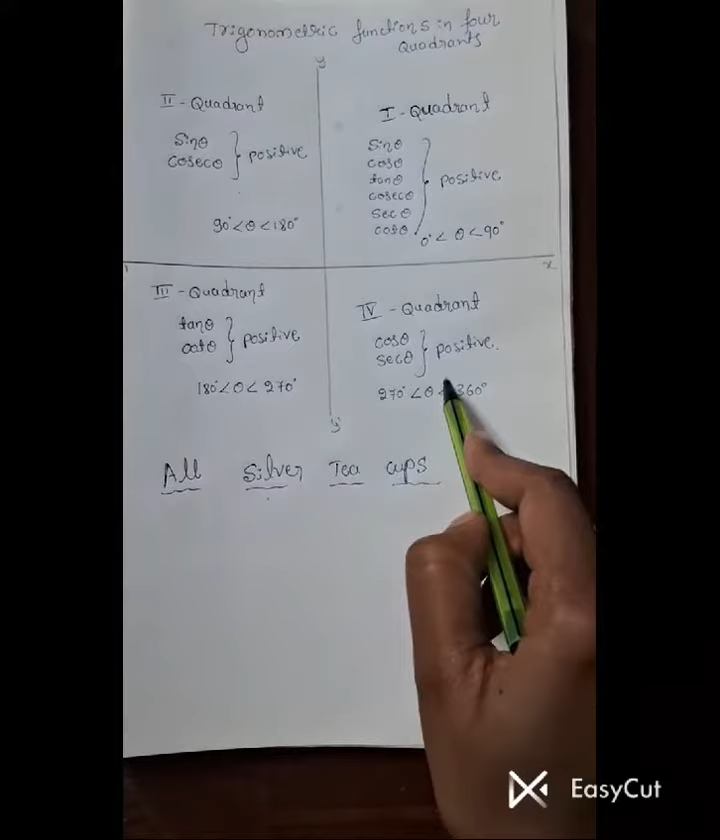 Trigonometric functions in four
Quadrants
y
II - Quadrant
sinθ
cosecθ
} positive
90° < θ < 180°
I - Quadrant
sinθ
cosθ
tanθ
cosecθ
secθ
cotθ
} positive
0° < θ < 90°
x
III - Quadrant
tanθ
cotθ
} positive
180° < θ < 270°
IV - Quadrant
cosθ
secθ
} positive.
270° < θ < 360°
y'
All Silver Tea cups
EasyCut